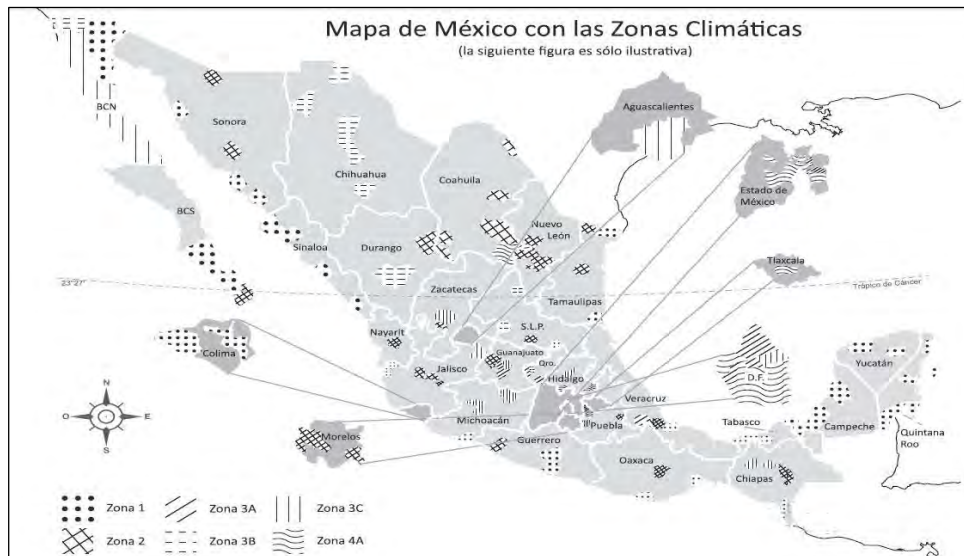 Mapa de México con las Zonas Climáticas
(la siguiente figura es sólo ilustrativa)
BCN
Sonora
Chihuahua
Coahuila
Aguascalientes
Estado de
México
BCS
Sinaloa
Durango
Nuevo
León
Tlaxcala
23°27'
Zacatecas
Tamaulipas
Trópico de Cáncer
Nayarit
S.L.P.
Colima
Jalisco
Guanajuato
Qro.
Hidalgo
D.F.
Yucatán
N
O
E
S
Michoacán
Veracruz
Puebla
Tabasco
Campeche
Quintana
Roo
Morelos
Guerrero
Oaxaca
Chiapas
Zona 1
Zona 3A
Zona 3C
Zona 2
Zona 3B
Zona 4A